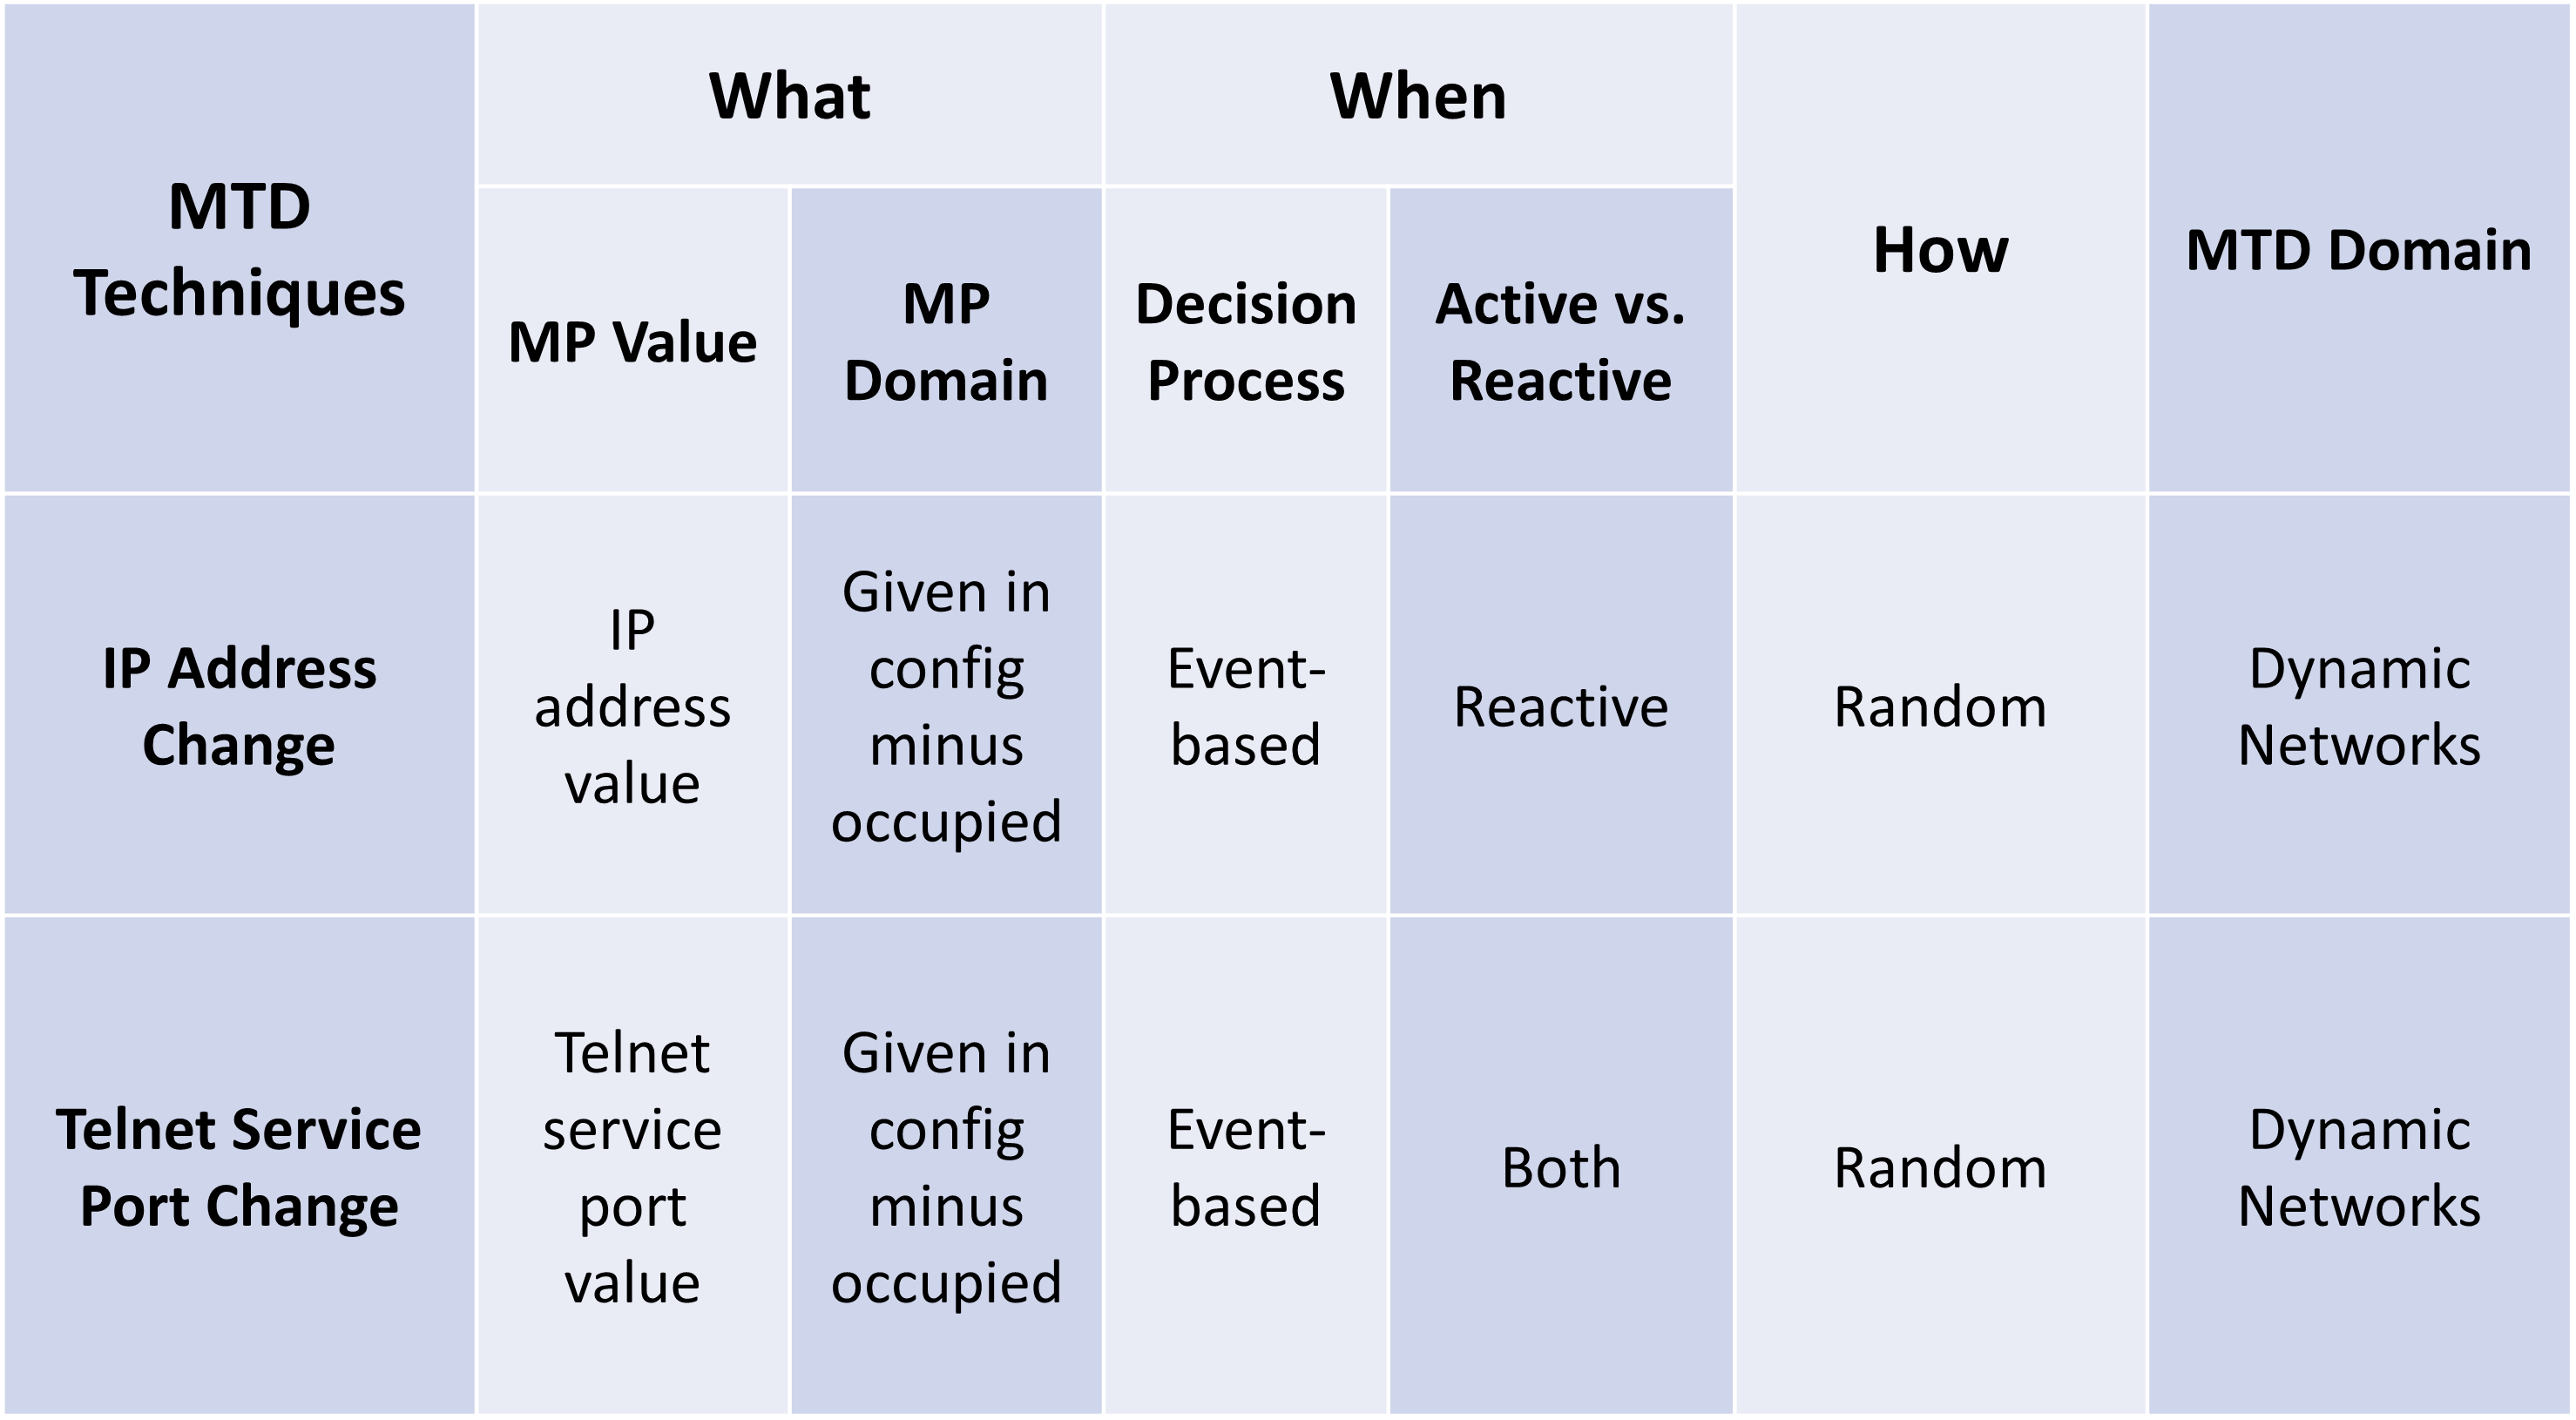 MTD
Techniques
What
When
How
MTD Domain
MP Value
MP
Domain
Decision
Process
Active vs.
Reactive
IP Address
Change
IP
address
value
Given in
config
minus
occupied
Event-
based
Reactive
Random
Dynamic
Networks
Telnet Service
Port Change
Telnet
service
port
value
Given in
config
minus
occupied
Event-
based
Both
Random
Dynamic
Networks